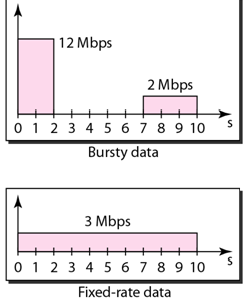 12 Mbps
2 Mbps
0 1 2 3 4 5 6 7 8 9 10 s
Bursty data
3 Mbps
0 1 2 3 4 5 6 7 8 9 10 s
Fixed-rate data